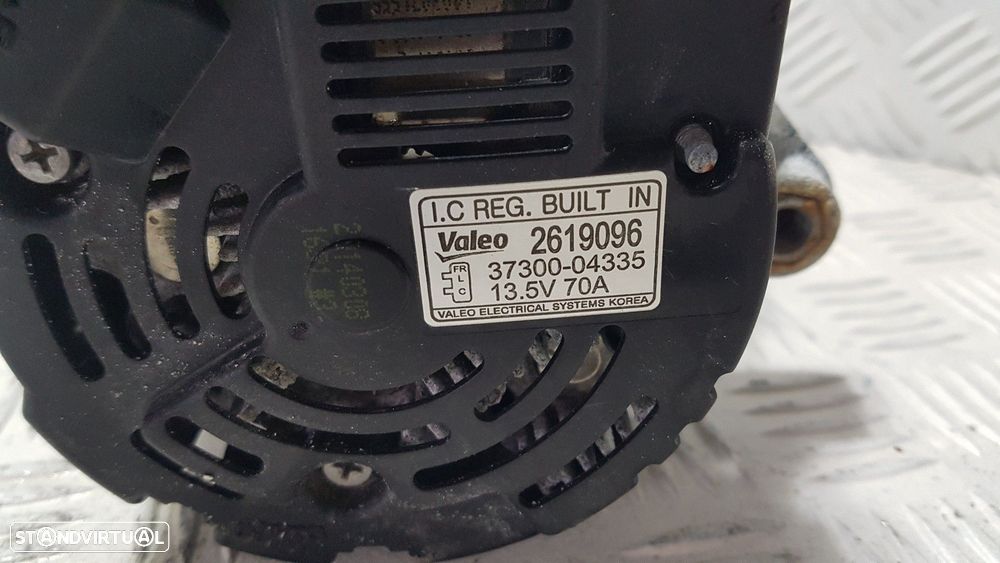 I.C REG. BUILT IN
Valeo 2619096
FR
L
C
37300-04335
13.5V 70A
VALEO ELECTRICAL SYSTEMS KOREA
STANDVIRTUAL